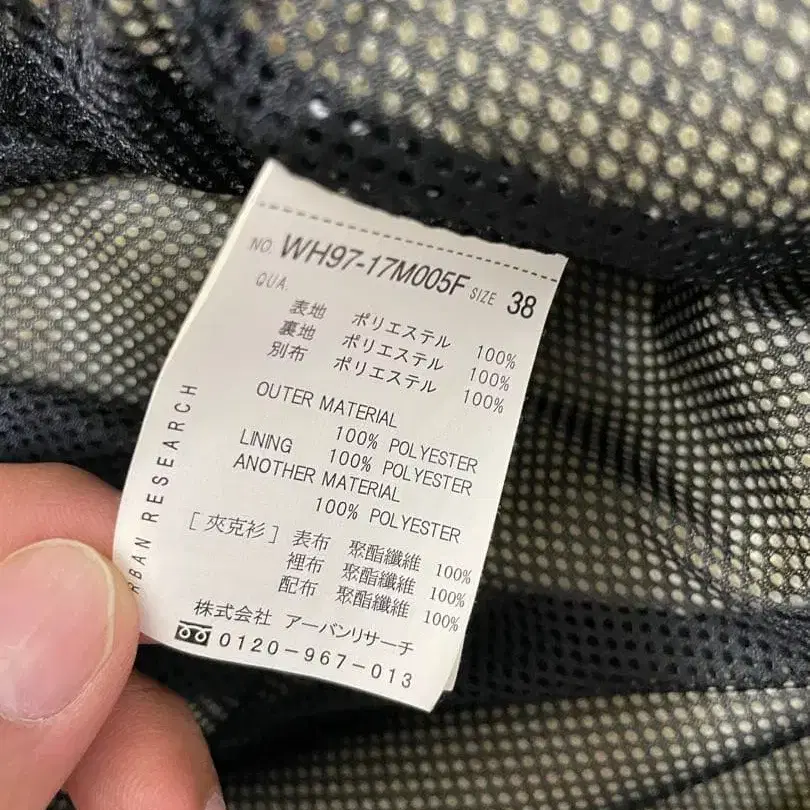 NO. WH97-17M005F SIZE 38
QUA.
表地 ポリエステル 100%
裏地 ポリエステル 100%
別布 ポリエステル 100%
OUTER MATERIAL
100% POLYESTER
LINING 100% POLYESTER
ANOTHER MATERIAL
100% POLYESTER
[夾克衫] 表布 聚酯纖維 100%
裡布 聚酯纖維 100%
配布 聚酯纖維 100%
株式会社 アーバンリサーチ
0120-967-013
RBAN RESEARCH